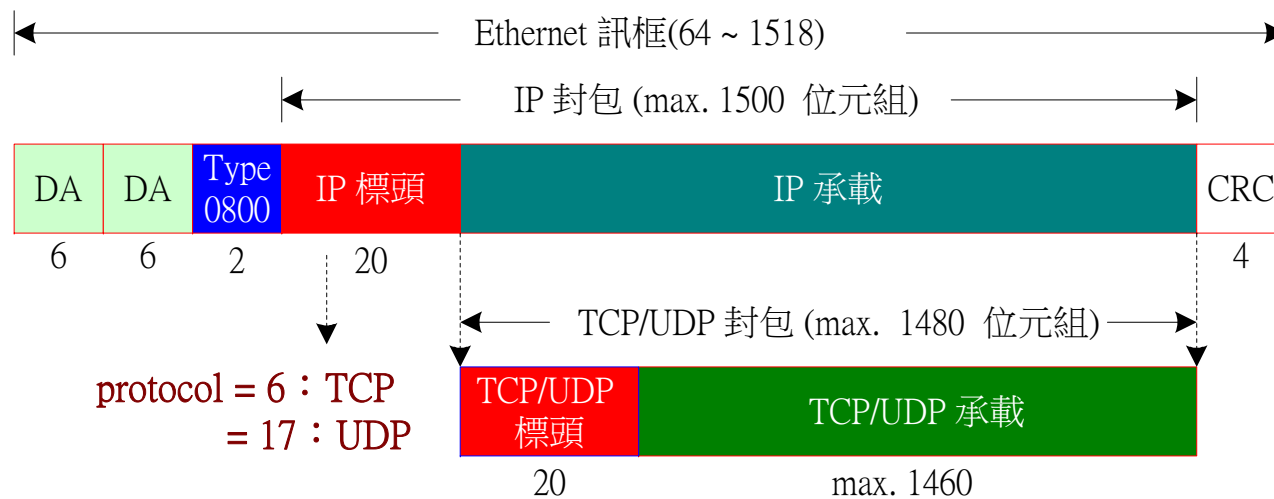 Ethernet 訊框(64 ~ 1518)
IP 封包 (max. 1500 位元組)
DA
DA
Type
0800
IP 標頭
IP 承載
CRC
6
6
2
20
4
TCP/UDP 封包 (max. 1480 位元組)
protocol = 6：TCP
= 17：UDP
TCP/UDP
標頭
TCP/UDP 承載
20
max. 1460